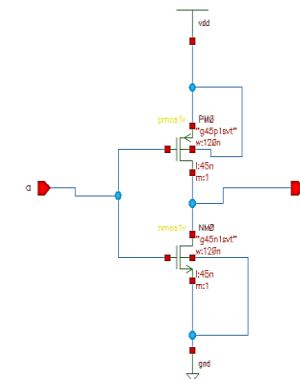 vdd
pmos1v PM0
"g45p1svt"
w:120n
l:45n
m:1
a
nmos1v NM0
"g45n1svt"
w:120n
l:45n
m:1
gnd